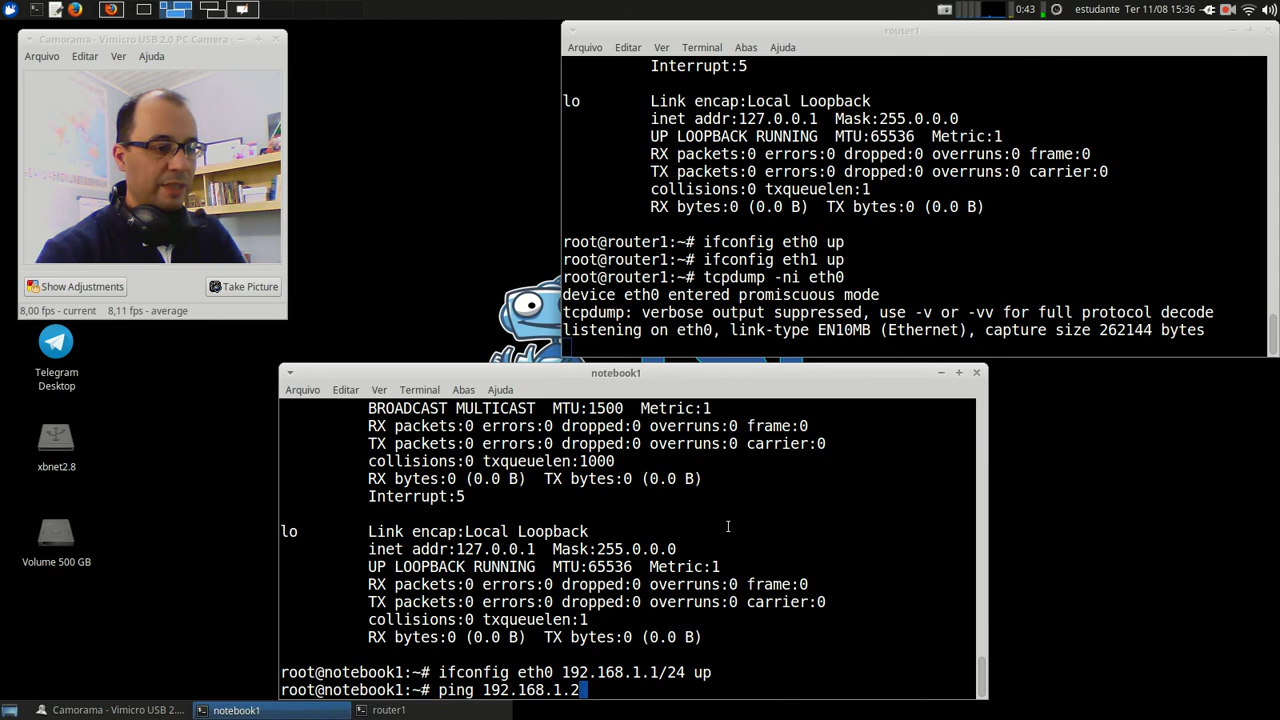 0:43
estudante
Ter 11/08 15:36
Camorama - Vimicro USB 2.0 PC Camera
Arquivo Editar Ver Ajuda
Show Adjustments
Take Picture
8,00 fps - current 8,11 fps - average
Telegram
Desktop
xbnet2.8
Volume 500 GB
router1
Arquivo Editar Ver Terminal Abas Ajuda
Interrupt:5
lo Link encap:Local Loopback
inet addr:127.0.0.1 Mask:255.0.0.0
UP LOOPBACK RUNNING MTU:65536 Metric:1
RX packets:0 errors:0 dropped:0 overruns:0 frame:0
TX packets:0 errors:0 dropped:0 overruns:0 carrier:0
collisions:0 txqueuelen:1
RX bytes:0 (0.0 B) TX bytes:0 (0.0 B)
root@router1:~# ifconfig eth0 up
root@router1:~# ifconfig eth1 up
root@router1:~# tcpdump -ni eth0
device eth0 entered promiscuous mode
tcpdump: verbose output suppressed, use -v or -vv for full protocol decode
listening on eth0, link-type EN10MB (Ethernet), capture size 262144 bytes
notebook1
Arquivo Editar Ver Terminal Abas Ajuda
BROADCAST MULTICAST MTU:1500 Metric:1
RX packets:0 errors:0 dropped:0 overruns:0 frame:0
TX packets:0 errors:0 dropped:0 overruns:0 carrier:0
collisions:0 txqueuelen:1000
RX bytes:0 (0.0 B) TX bytes:0 (0.0 B)
Interrupt:5
lo Link encap:Local Loopback
inet addr:127.0.0.1 Mask:255.0.0.0
UP LOOPBACK RUNNING MTU:65536 Metric:1
RX packets:0 errors:0 dropped:0 overruns:0 frame:0
TX packets:0 errors:0 dropped:0 overruns:0 carrier:0
collisions:0 txqueuelen:1
RX bytes:0 (0.0 B) TX bytes:0 (0.0 B)
root@notebook1:~# ifconfig eth0 192.168.1.1/24 up
root@notebook1:~# ping 192.168.1.2
Camorama - Vimicro USB 2....
notebook1
router1